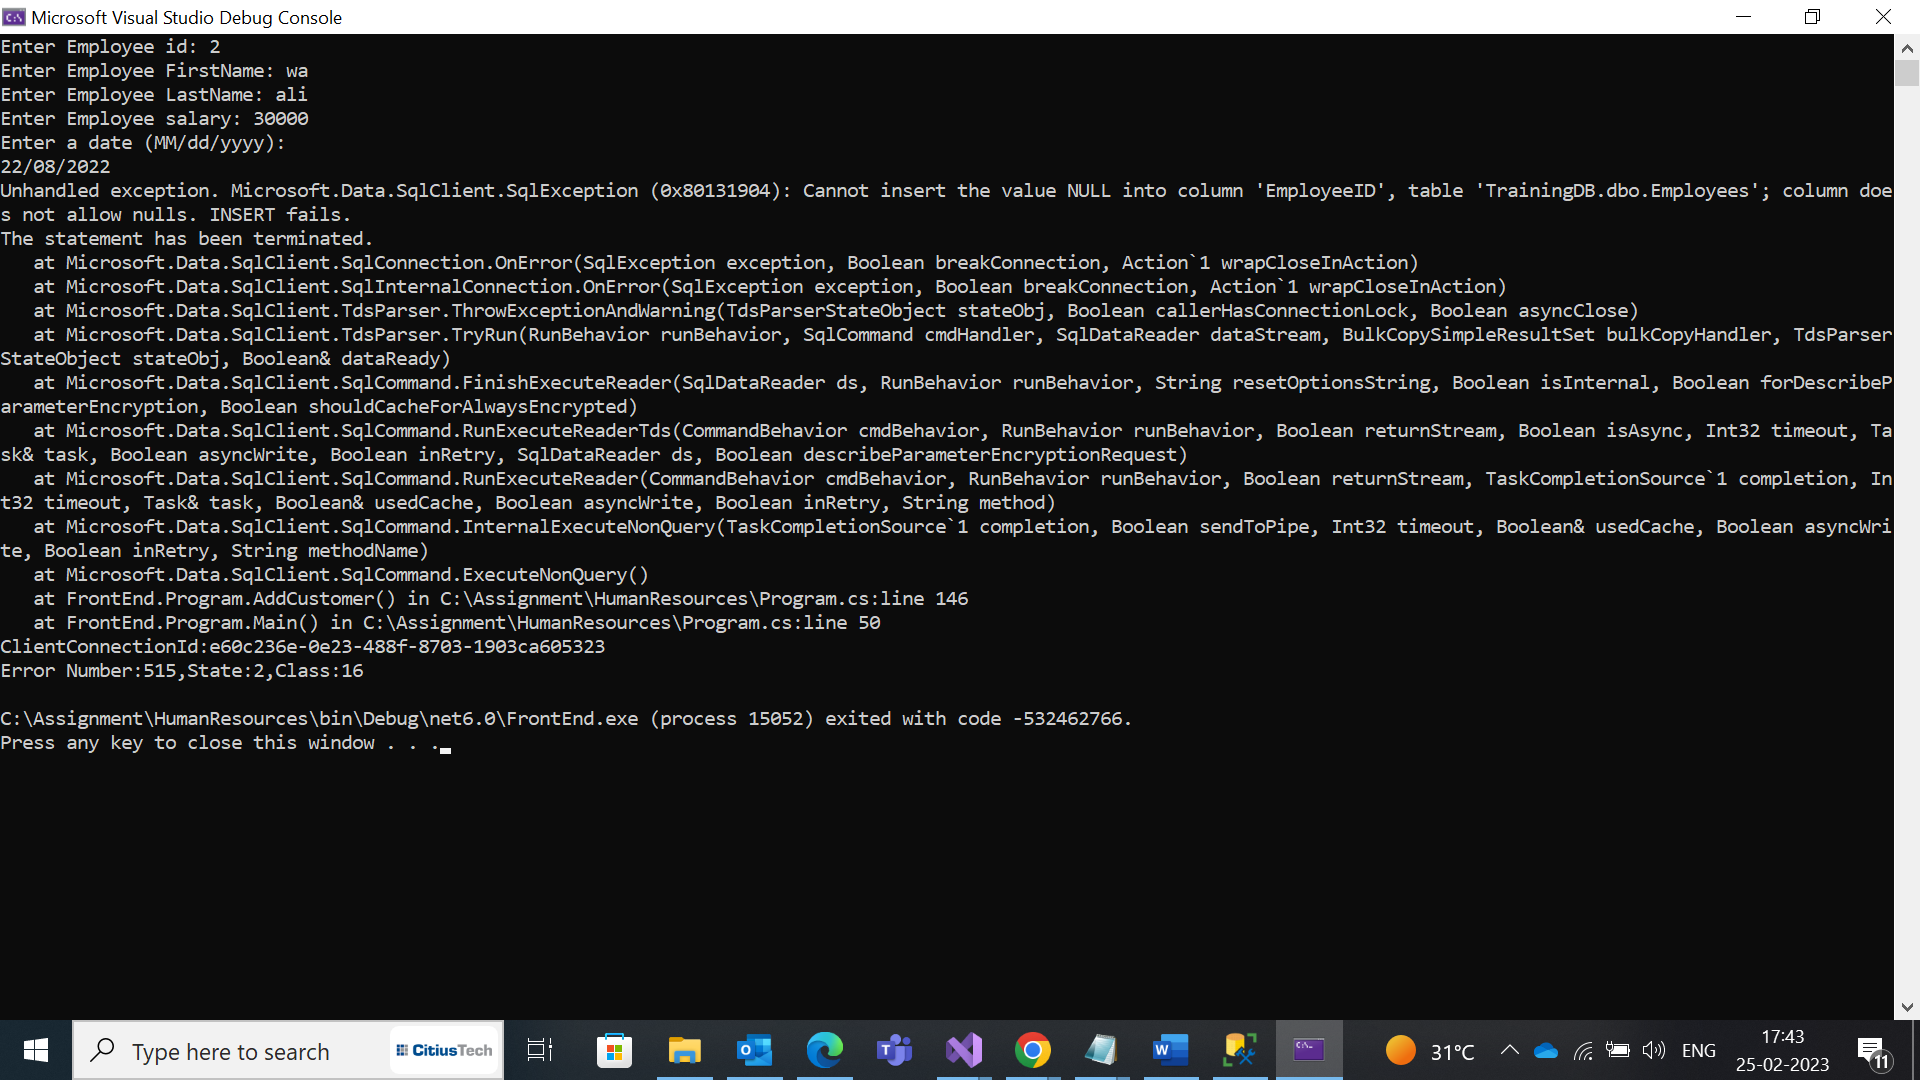 Microsoft Visual Studio Debug Console
Enter Employee id: 2
Enter Employee FirstName: wa
Enter Employee LastName: ali
Enter Employee salary: 30000
Enter a date (MM/dd/yyyy):
22/08/2022
Unhandled exception. Microsoft.Data.SqlClient.SqlException (0x80131904): Cannot insert the value NULL into column 'EmployeeID', table 'TrainingDB.dbo.Employees'; column doe
s not allow nulls. INSERT fails.
The statement has been terminated.
   at Microsoft.Data.SqlClient.SqlConnection.OnError(SqlException exception, Boolean breakConnection, Action`1 wrapCloseInAction)
   at Microsoft.Data.SqlClient.SqlInternalConnection.OnError(SqlException exception, Boolean breakConnection, Action`1 wrapCloseInAction)
   at Microsoft.Data.SqlClient.TdsParser.ThrowExceptionAndWarning(TdsParserStateObject stateObj, Boolean callerHasConnectionLock, Boolean asyncClose)
   at Microsoft.Data.SqlClient.TdsParser.TryRun(RunBehavior runBehavior, SqlCommand cmdHandler, SqlDataReader dataStream, BulkCopySimpleResultSet bulkCopyHandler, TdsParser
StateObject stateObj, Boolean& dataReady)
   at Microsoft.Data.SqlClient.SqlCommand.FinishExecuteReader(SqlDataReader ds, RunBehavior runBehavior, String resetOptionsString, Boolean isInternal, Boolean forDescribeP
arameterEncryption, Boolean shouldCacheForAlwaysEncrypted)
   at Microsoft.Data.SqlClient.SqlCommand.RunExecuteReaderTds(CommandBehavior cmdBehavior, RunBehavior runBehavior, Boolean returnStream, Boolean isAsync, Int32 timeout, Ta
sk& task, Boolean asyncWrite, Boolean inRetry, SqlDataReader ds, Boolean describeParameterEncryptionRequest)
   at Microsoft.Data.SqlClient.SqlCommand.RunExecuteReader(CommandBehavior cmdBehavior, RunBehavior runBehavior, Boolean returnStream, TaskCompletionSource`1 completion, In
t32 timeout, Task& task, Boolean& usedCache, Boolean asyncWrite, Boolean inRetry, String method)
   at Microsoft.Data.SqlClient.SqlCommand.InternalExecuteNonQuery(TaskCompletionSource`1 completion, Boolean sendToPipe, Int32 timeout, Boolean& usedCache, Boolean asyncWri
te, Boolean inRetry, String methodName)
   at Microsoft.Data.SqlClient.SqlCommand.ExecuteNonQuery()
   at FrontEnd.Program.AddCustomer() in C:\Assignment\HumanResources\Program.cs:line 146
   at FrontEnd.Program.Main() in C:\Assignment\HumanResources\Program.cs:line 50
ClientConnectionId:e60c236e-0e23-488f-8703-1903ca605323
Error Number:515,State:2,Class:16
C:\Assignment\HumanResources\bin\Debug\net6.0\FrontEnd.exe (process 15052) exited with code -532462766.
Press any key to close this window . . .
Type here to search
CitiusTech
31°C
ENG
17:43
25-02-2023
11